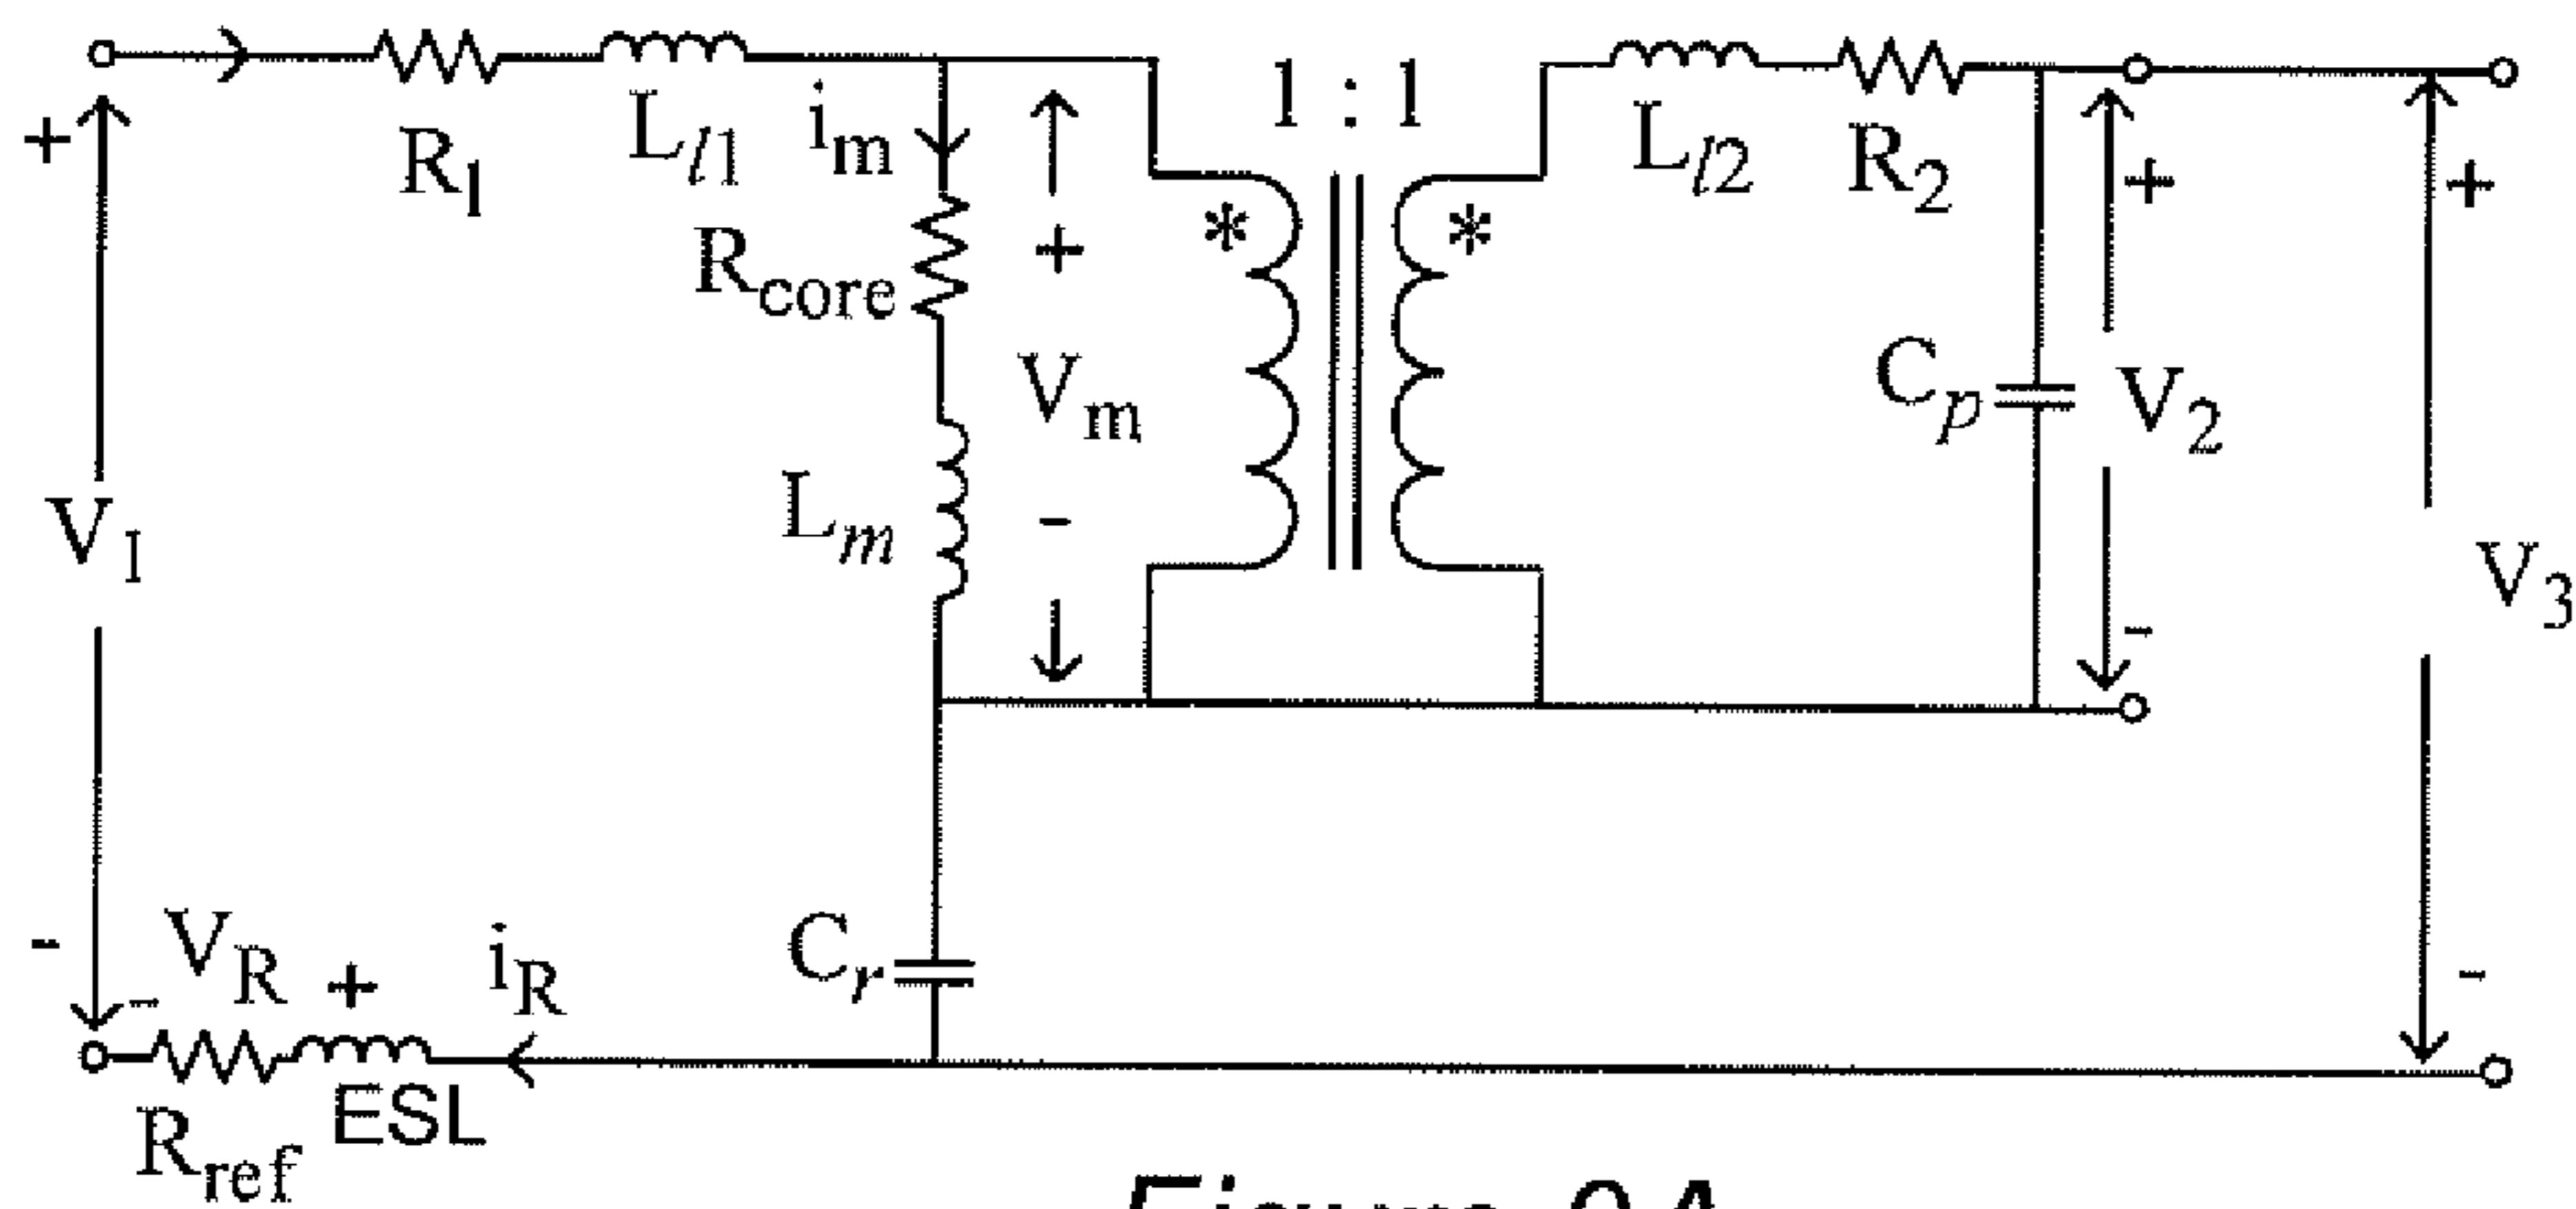 1 : 1
+
R1
Ll1
im
Ll2
R2
+
+
*
*
Rcore
+
Vm
Cp
V2
V1
Lm
-
-
V3
-
VR
-
+
iR
Cr
-
Rref
ESL